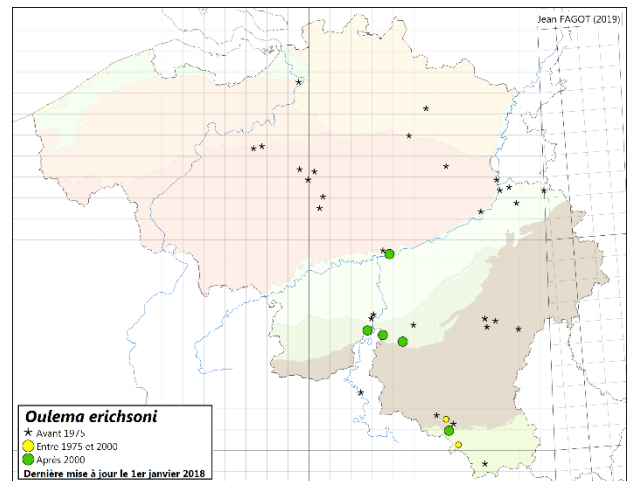 Jean FAGOT (2019)
Oulema erichsoni
Avant 1975
Entre 1975 et 2000
Après 2000
Dernière mise à jour le 1er janvier 2018